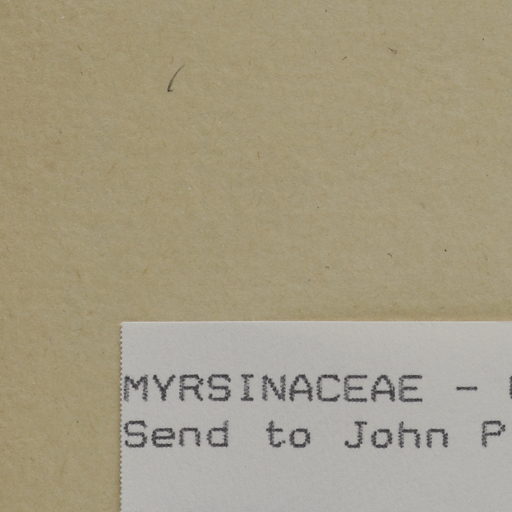 MYRSINACEAE -
Send to John P